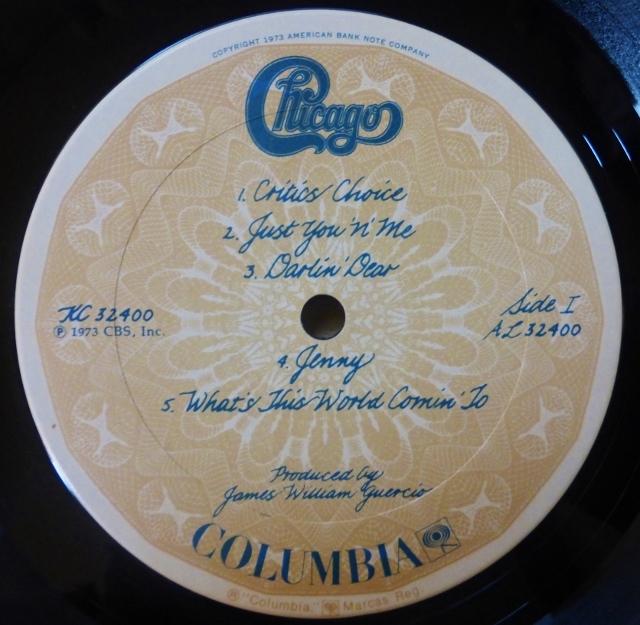 COPYRIGHT 1973 AMERICAN BANK NOTE COMPANY
Chicago
1. Critics' Choice
2. Just You 'n' Me
3. Darlin' Dear
KC 32400
℗ 1973 CBS, Inc.
Side I
AL 32400
4. Jenny
5. What's This World Comin' To
Produced by
James William Guercio
COLUMBIA
® "Columbia," Marcas Reg.